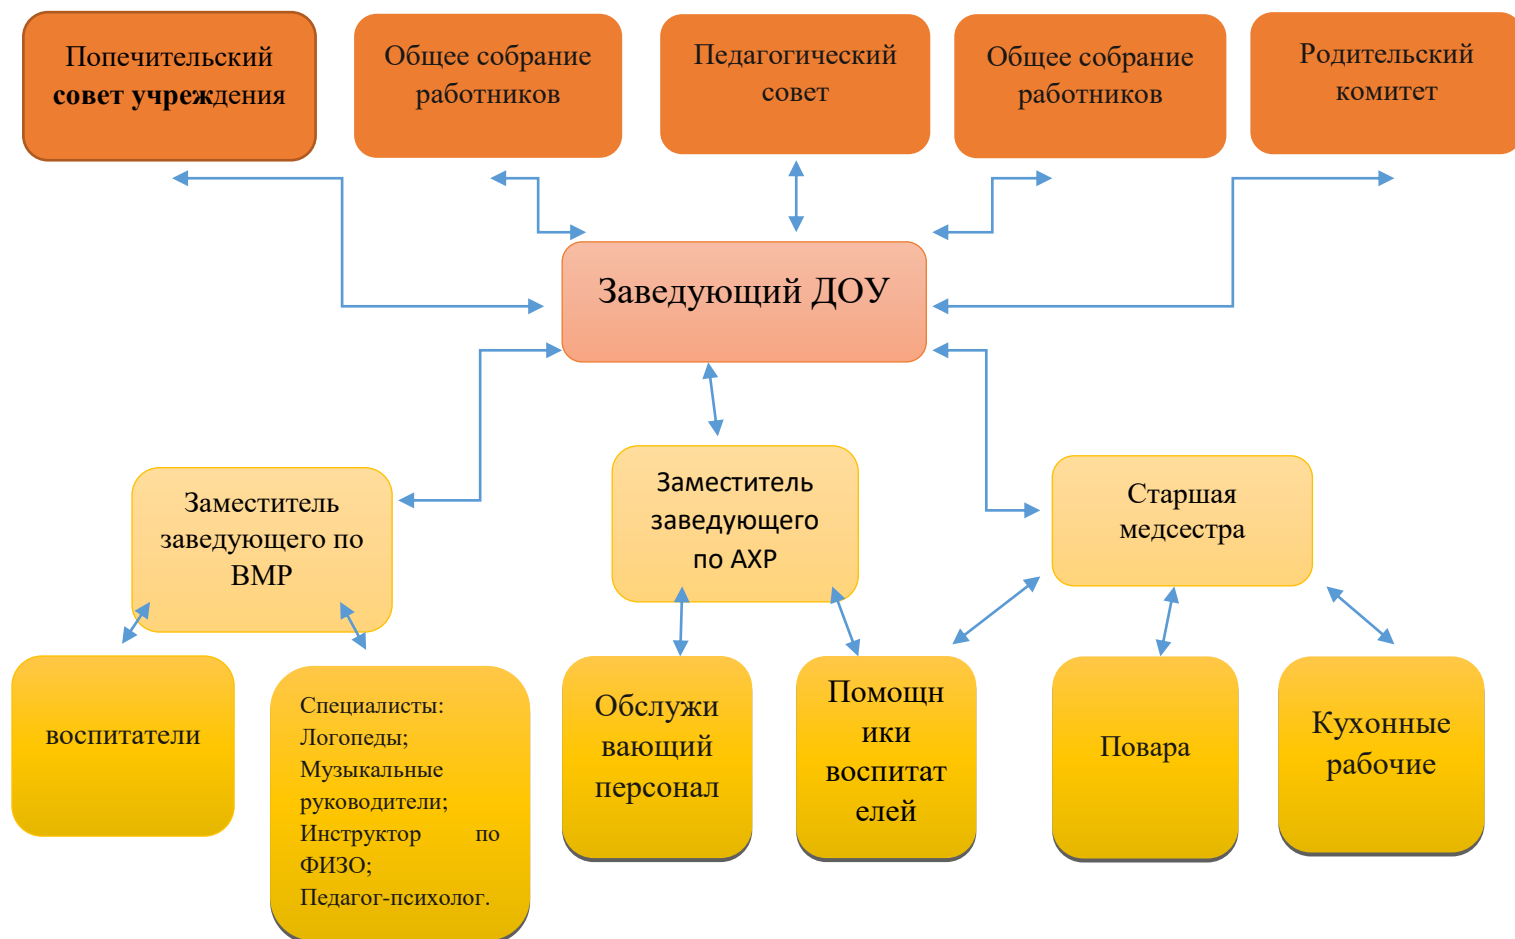 Попечительский
совет учреждения
Общее собрание
работников
Педагогический
совет
Общее собрание
работников
Родительский
комитет
Заведующий ДОУ
Заместитель
заведующего по
ВМР
Заместитель
заведующего
по АХР
Старшая
медсестра
воспитатели
Специалисты:
Логопеды;
Музыкальные
руководители;
Инструктор по
ФИЗО;
Педагог-психолог.
Обслужи
вающий
персонал
Помощн
ики
воспитат
елей
Повара
Кухонные
рабочие